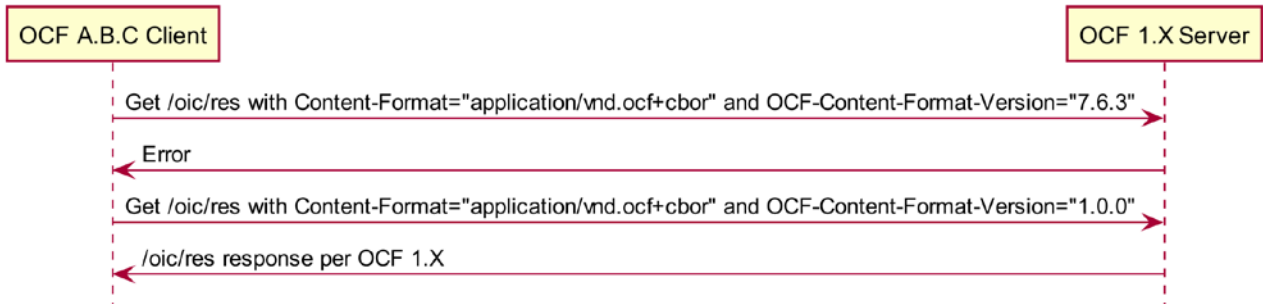 OCF A.B.C Client
OCF 1.X Server
Get /oic/res with Content-Format="application/vnd.ocf+cbor" and OCF-Content-Format-Version="7.6.3"
Error
Get /oic/res with Content-Format="application/vnd.ocf+cbor" and OCF-Content-Format-Version="1.0.0"
/oic/res response per OCF 1.X